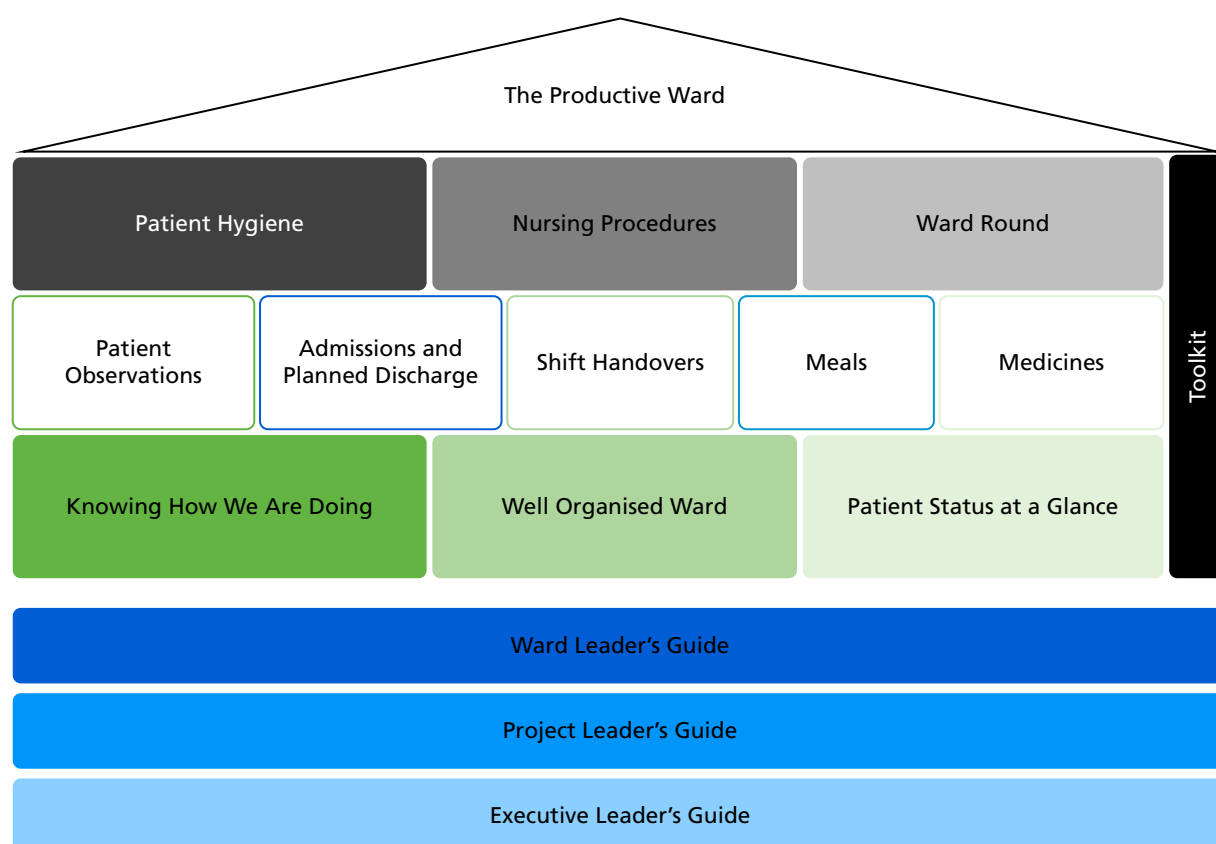 The Productive Ward
Patient Hygiene
Nursing Procedures
Ward Round
Toolkit
Patient
Observations
Admissions and
Planned Discharge
Shift Handovers
Meals
Medicines
Knowing How We Are Doing
Well Organised Ward
Patient Status at a Glance
Ward Leader’s Guide
Project Leader’s Guide
Executive Leader’s Guide